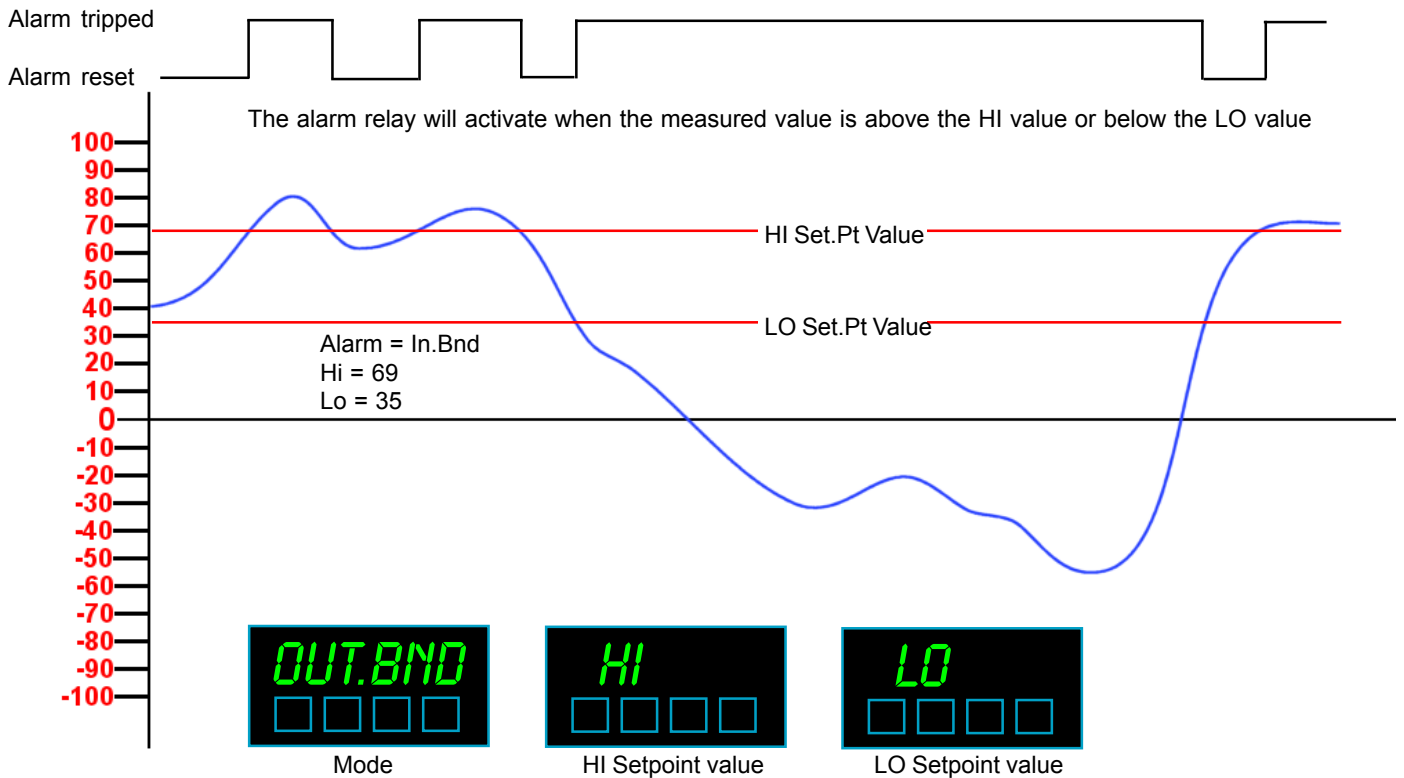 Alarm tripped
Alarm reset
The alarm relay will activate when the measured value is above the HI value or below the LO value
100
90
80
70
60
50
40
30
20
10
0
-10
-20
-30
-40
-50
-60
-70
-80
-90
-100
HI Set.Pt Value
LO Set.Pt Value
Alarm = In.Bnd
Hi = 69
Lo = 35
OUT.BND
HI
LO
Mode
HI Setpoint value
LO Setpoint value